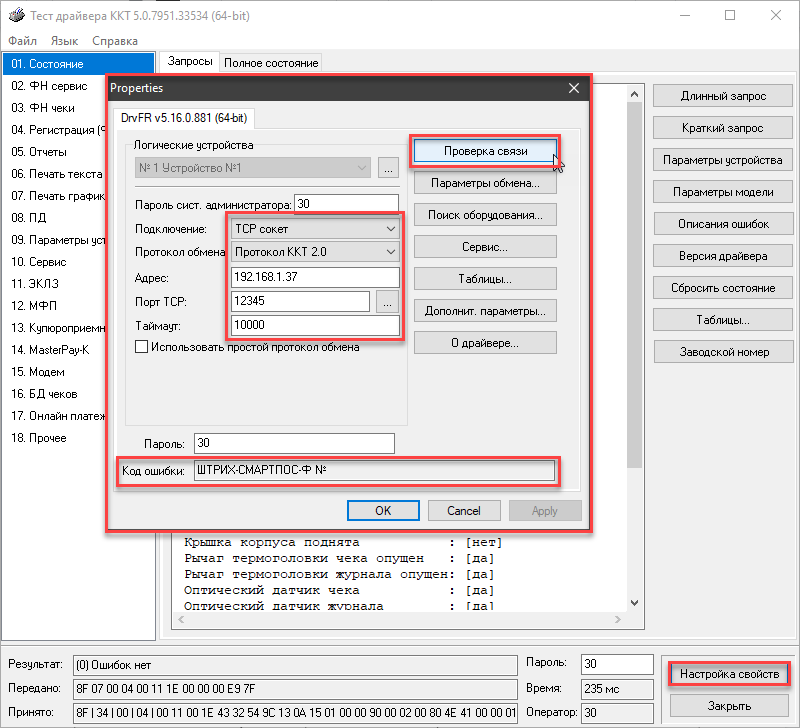 Тест драйвера ККТ 5.0.7951.33534 (64-bit)
Файл Язык Справка
01. Состояние
02. ФН сервис
03. ФН чеки
04. Регистрация (Ф
05. Отчеты
06. Печать текста
07. Печать график
08. ПД
09. Параметры уст
10. Сервис
11. ЭКЛЗ
12. МФП
13. Купюроприемн
14. MasterPay-K
15. Модем
16. БД чеков
17. Онлайн платеж
18. Прочее
Запросы Полное состояние
Properties
DrvFR v5.16.0.881 (64-bit)
Логические устройства
№ 1 Устройство №1 ...
Пароль сист. администратора: 30
Подключение: TCP сокет
Протокол обмена Протокол ККТ 2.0
Адрес: 192.168.1.37
Порт TCP: 12345 ...
Таймаут: 10000
Использовать простой протокол обмена
Проверка связи
Параметры обмена...
Поиск оборудования...
Сервис...
Таблицы...
Дополнит. параметры...
О драйвере...
Пароль: 30
Код ошибки: ШТРИХ-СМАРТПОС-Ф №
OK Cancel Apply
Крышка корпуса поднята : [нет]
Рычаг термоголовки чека опущен : [да]
Рычаг термоголовки журнала опущен: [да]
Оптический датчик чека : [да]
Оптический датчик журнала : [да]
Длинный запрос
Краткий запрос
Параметры устройства
Параметры модели
Описания ошибок
Версия драйвера
Сбросить состояние
Таблицы...
Заводской номер
Результат: (0) Ошибок нет
Передано: 8F 07 00 04 00 11 1E 00 00 00 E9 7F
Принято: 8F | 34 | 00 | 04 | 00 11 00 1E 43 32 54 9C 13 0A 15 01 00 00 90 00 02 00 80 4E 41 00 00 01
Пароль: 30
Время: 235 мс
Оператор: 30
Настройка свойств
Закрыть